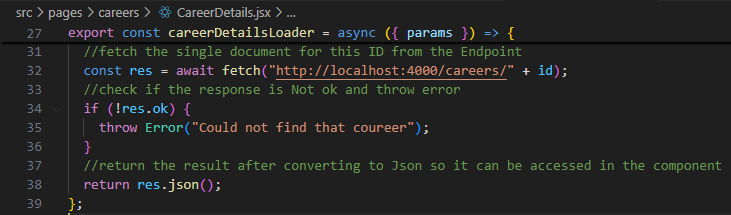 src > pages > careers > CareerDetails.jsx > ...
27 export const careerDetailsLoader = async ({ params }) => {
31 //fetch the single document for this ID from the Endpoint
32 const res = await fetch("http://localhost:4000/careers/" + id);
33 //check if the response is Not ok and throw error
34 if (!res.ok) {
35 throw Error("Could not find that coureer");
36 }
37 //return the result after converting to Json so it can be accessed in the component
38 return res.json();
39 };